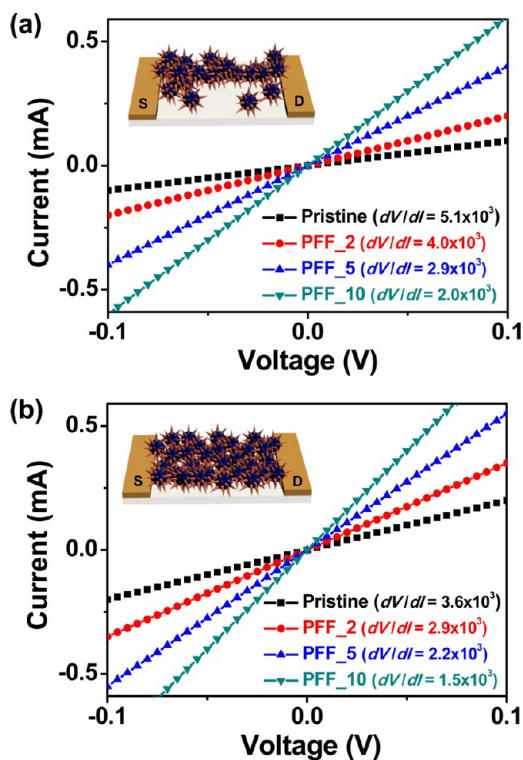 (a)
Current (mA)
0.5
0.0
-0.5
S
D
Pristine (dV/dI = 5.1x10³)
PFF_2 (dV/dI = 4.0x10³)
PFF_5 (dV/dI = 2.9x10³)
PFF_10 (dV/dI = 2.0x10³)
-0.1
0.0
0.1
Voltage (V)
(b)
Current (mA)
0.5
0.0
-0.5
S
D
Pristine (dV/dI = 3.6x10³)
PFF_2 (dV/dI = 2.9x10³)
PFF_5 (dV/dI = 2.2x10³)
PFF_10 (dV/dI = 1.5x10³)
-0.1
0.0
0.1
Voltage (V)